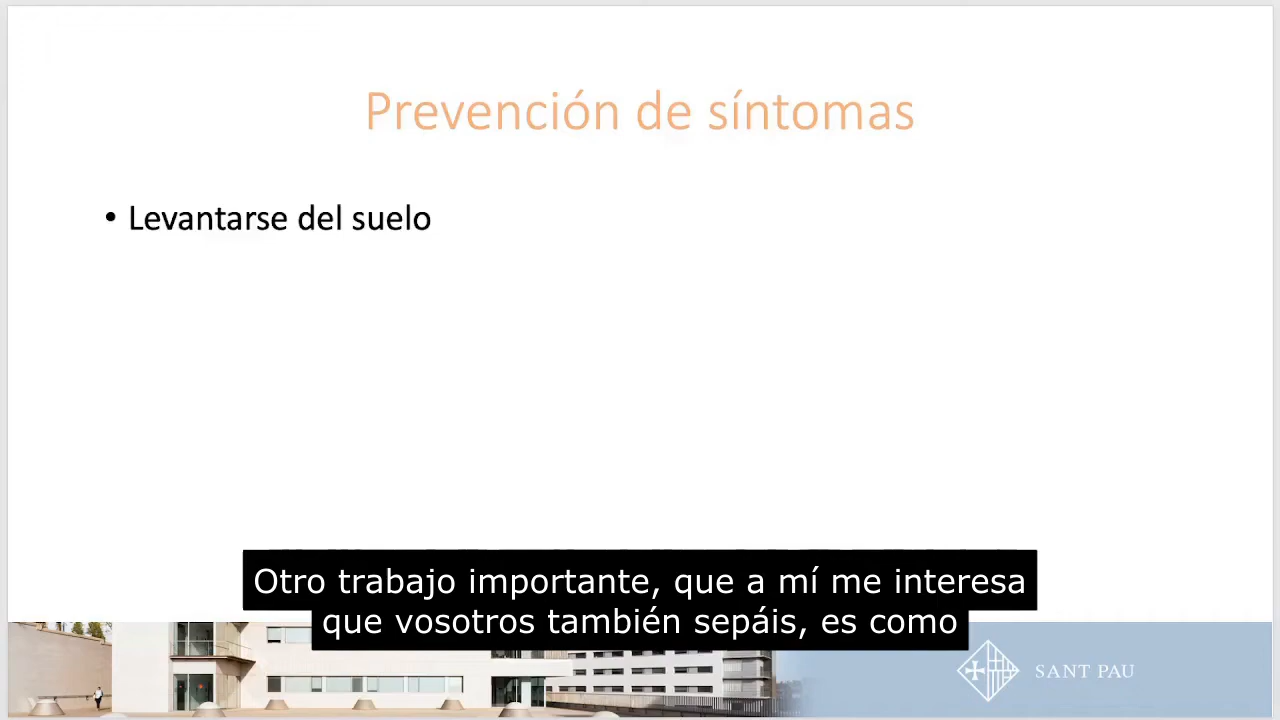 Prevención de síntomas
• Levantarse del suelo
Otro trabajo importante, que a mí me interesa
que vosotros también sepáis, es como
SANT PAU